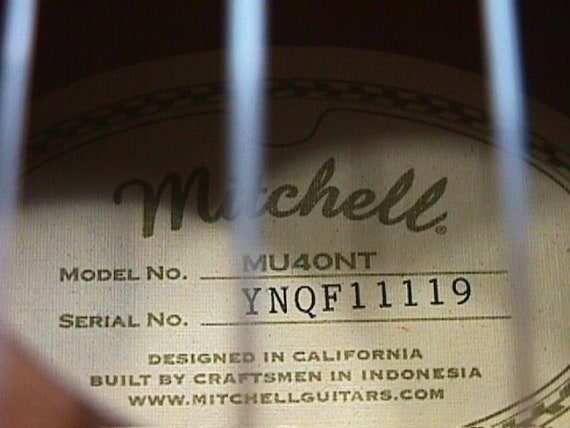 Mitchell®
MODEL NO. MU40NT
SERIAL NO. YNQF11119
DESIGNED IN CALIFORNIA
BUILT BY CRAFTSMEN IN INDONESIA
WWW.MITCHELLGUITARS.COM